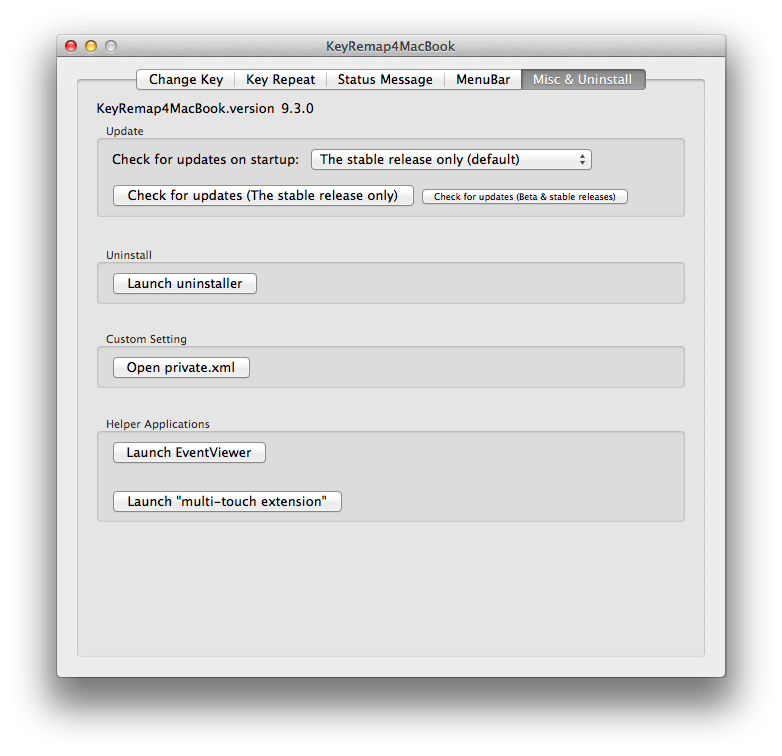 KeyRemap4MacBook
Change Key Key Repeat Status Message MenuBar Misc & Uninstall
KeyRemap4MacBook.version 9.3.0
Update
Check for updates on startup: The stable release only (default)
Check for updates (The stable release only) Check for updates (Beta & stable releases)
Uninstall
Launch uninstaller
Custom Setting
Open private.xml
Helper Applications
Launch EventViewer
Launch "multi-touch extension"